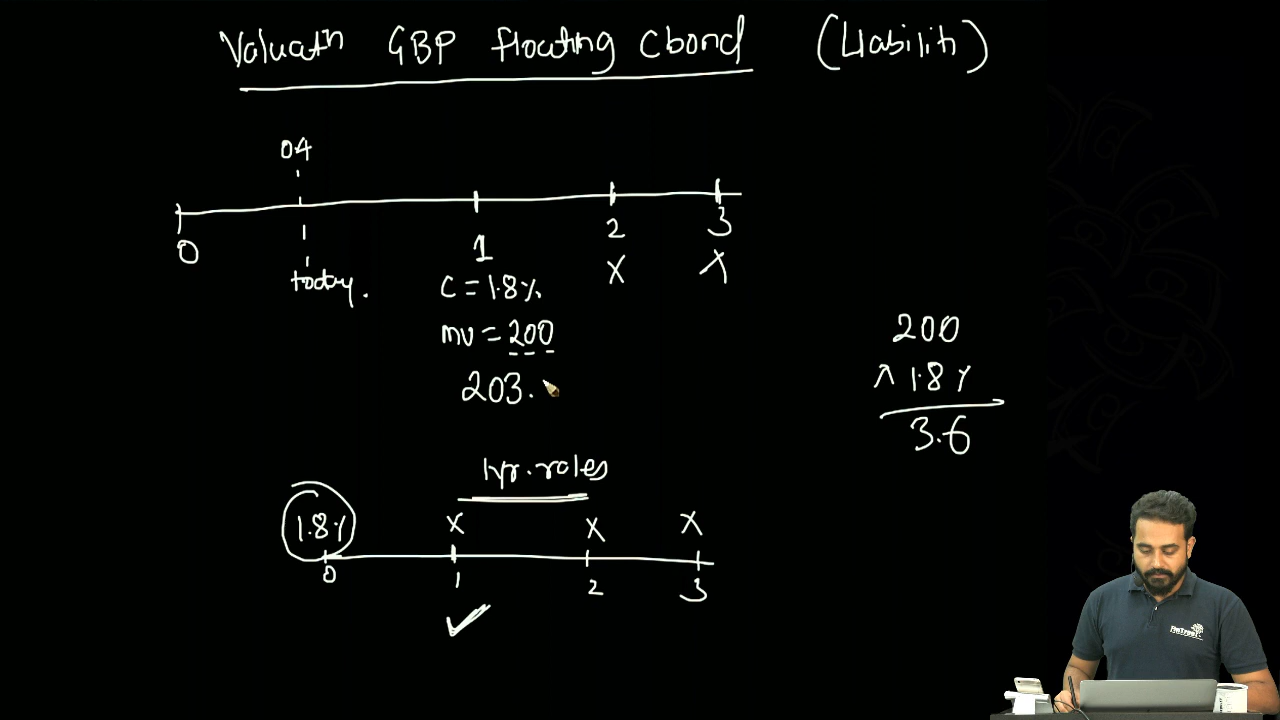 Valuatn GBP floating Cbond (Liabiliti)
04
0 1 2 3
today.
X X
C = 1.8%
mv = 200
203.
200
x 1.8%
3.6
1yr. rates
1.8% X X X
0 1 2 3